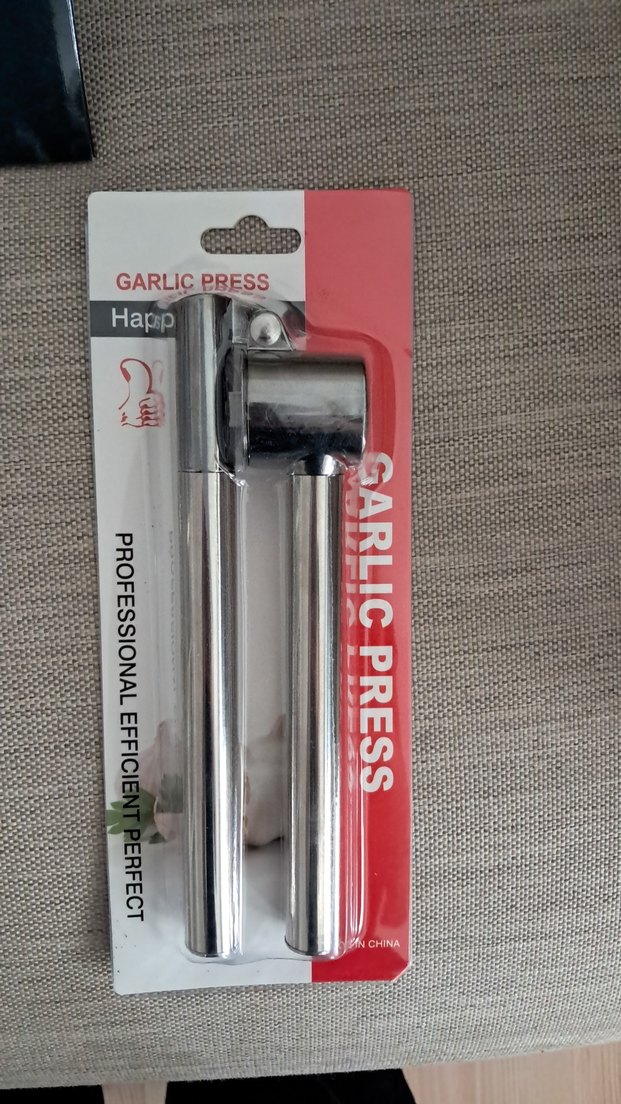 GARLIC PRESS
GARLIC PRESS
PROFESSIONAL EFFICIENT PERFECT
IN CHINA